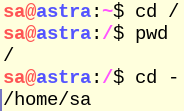 sa@astra:~$ cd /
sa@astra:/$ pwd
/
sa@astra:/$ cd -
/home/sa